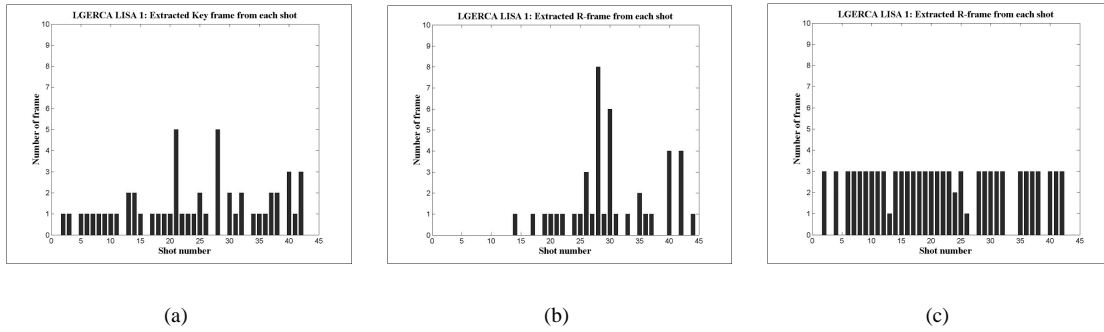 LGERCA LISA 1: Extracted Key frame from each shot
10
9
8
7
6
5
4
3
2
1
0
Number of frame
0 5 10 15 20 25 30 35 40 45
Shot number
(a)
LGERCA LISA 1: Extracted R-frame from each shot
10
9
8
7
6
5
4
3
2
1
0
Number of frame
0 5 10 15 20 25 30 35 40 45
Shot number
(b)
LGERCA LISA 1: Extracted R-frame from each shot
10
9
8
7
6
5
4
3
2
1
0
Number of frame
0 5 10 15 20 25 30 35 40 45
Shot number
(c)